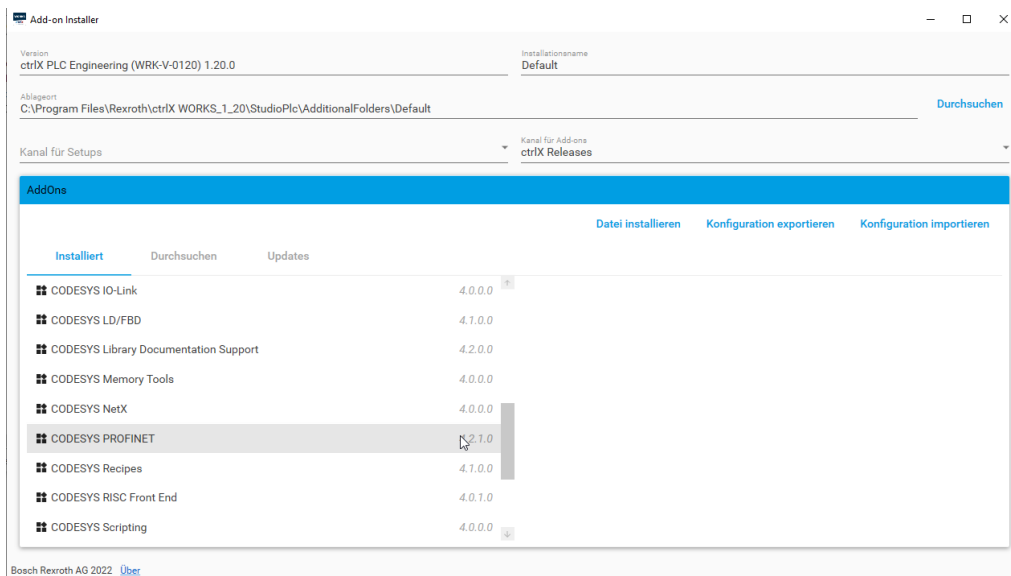 Add-on Installer
Version
ctrlX PLC Engineering (WRK-V-0120) 1.20.0
Installationsname
Default
Ablageort
C:\Program Files\Rexroth\ctrlX WORKS_1_20\StudioPlc\AdditionalFolders\Default
Durchsuchen
Kanal für Setups
Kanal für Add-ons
ctrlX Releases
AddOns
Datei installieren Konfiguration exportieren Konfiguration importieren
Installiert Durchsuchen Updates
CODESYS IO-Link 4.0.0.0
CODESYS LD/FBD 4.1.0.0
CODESYS Library Documentation Support 4.2.0.0
CODESYS Memory Tools 4.0.0.0
CODESYS NetX 4.0.0.0
CODESYS PROFINET .2.1.0
CODESYS Recipes 4.1.0.0
CODESYS RISC Front End 4.0.1.0
CODESYS Scripting 4.0.0.0
Bosch Rexroth AG 2022 Über